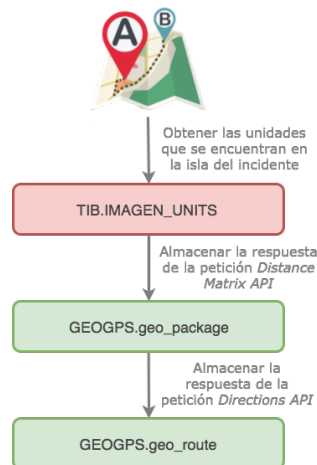 A
B
Obtener las unidades
que se encuentran en
la isla del incidente
TIB.IMAGEN_UNITS
Almacenar la respuesta
de la petición Distance
Matrix API
GEOGPS.geo_package
Almacenar la
respuesta de la
petición Directions API
GEOGPS.geo_route